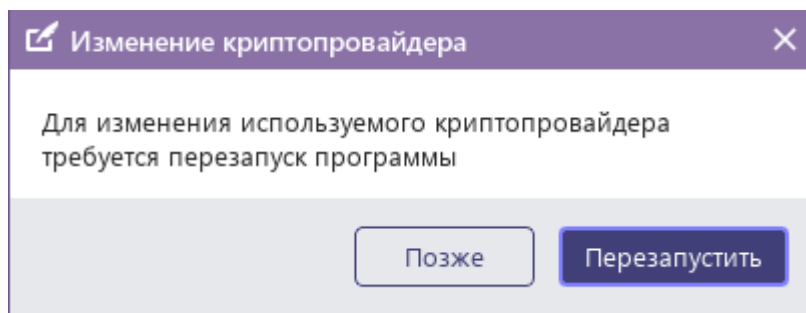 Изменение криптопровайдера
Для изменения используемого криптопровайдера
требуется перезапуск программы
Позже Перезапустить